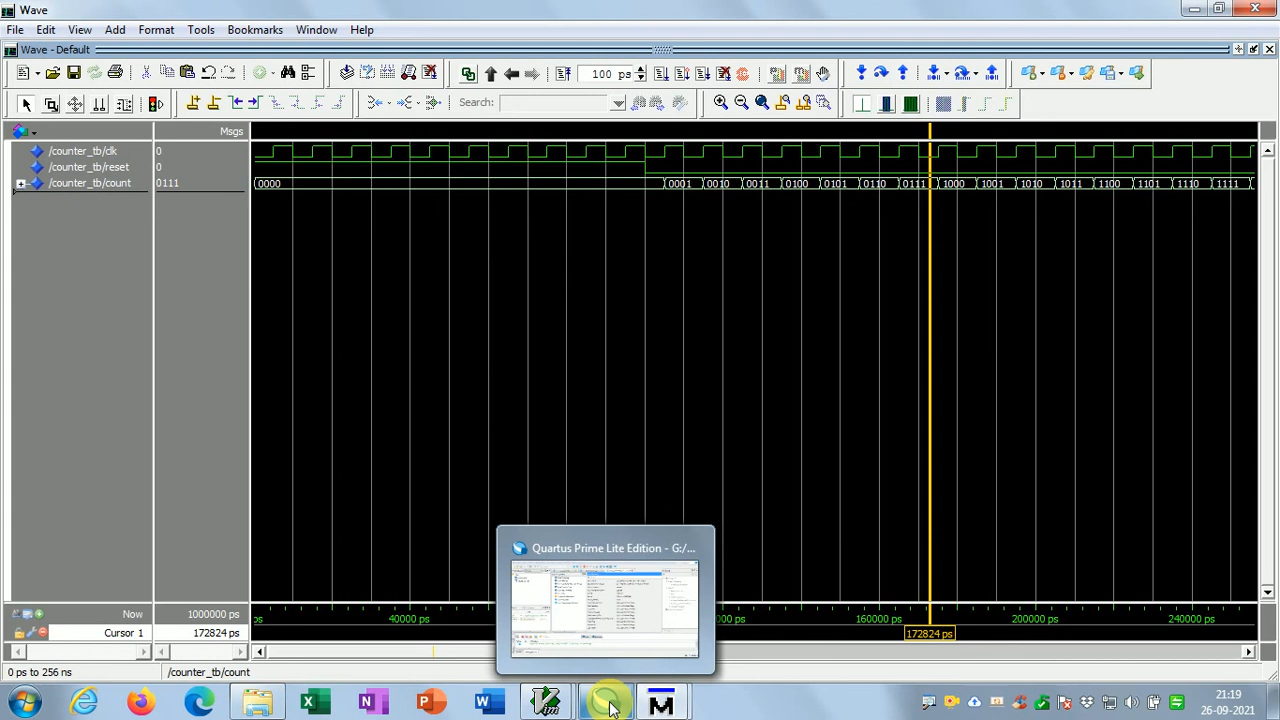 Wave
File Edit View Add Format Tools Bookmarks Window Help
Wave - Default
100 ps
Search:
Msgs
/counter_tb/clk 0
/counter_tb/reset 0
/counter_tb/count 0111
0000 0001 0010 0011 0100 0101 0110 0111 1000 1001 1010 1011 1100 1101 1110 1111
Quartus Prime Lite Edition - G:/...
Now 0000000 ps
40000 ps 160000 ps 200000 ps 240000 ps
Cursor 1 172824 ps 172824 ps
0 ps to 256 ns /counter_tb/count
21:19
26-09-2021